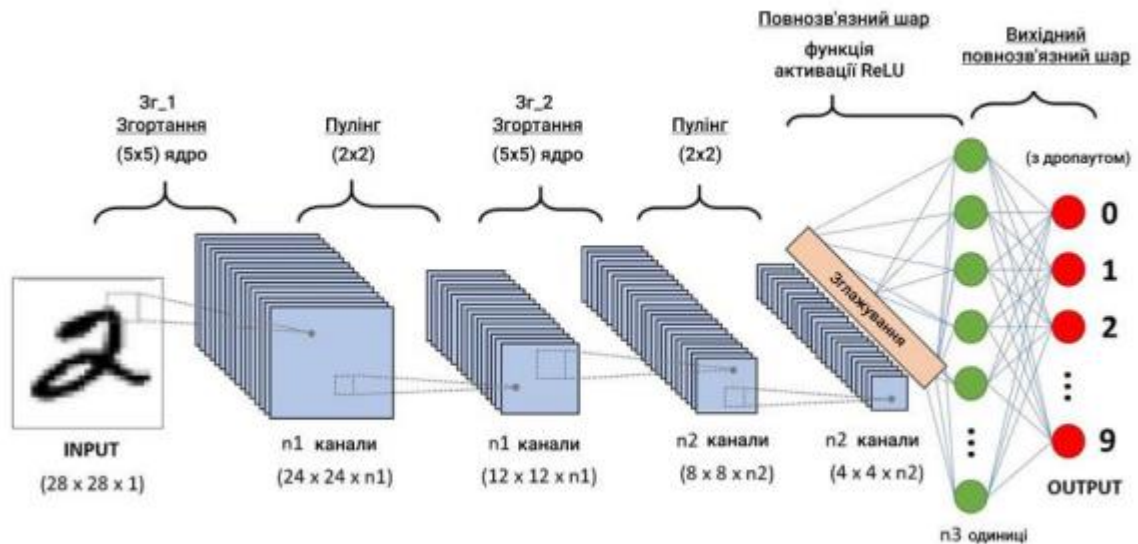 Повнозв'язний шар
функція
активації ReLU
Вихідний
повнозв'язний шар
Зг_1
Згортання
(5x5) ядро
Пулінг
(2x2)
Зг_2
Згортання
(5x5) ядро
Пулінг
(2x2)
(з дропаутом)
0
1
2
9
OUTPUT
Зглажування
INPUT
(28 x 28 x 1)
n1 канали
(24 x 24 x n1)
n1 канали
(12 x 12 x n1)
n2 канали
(8 x 8 x n2)
n2 канали
(4 x 4 x n2)
n3 одиниці